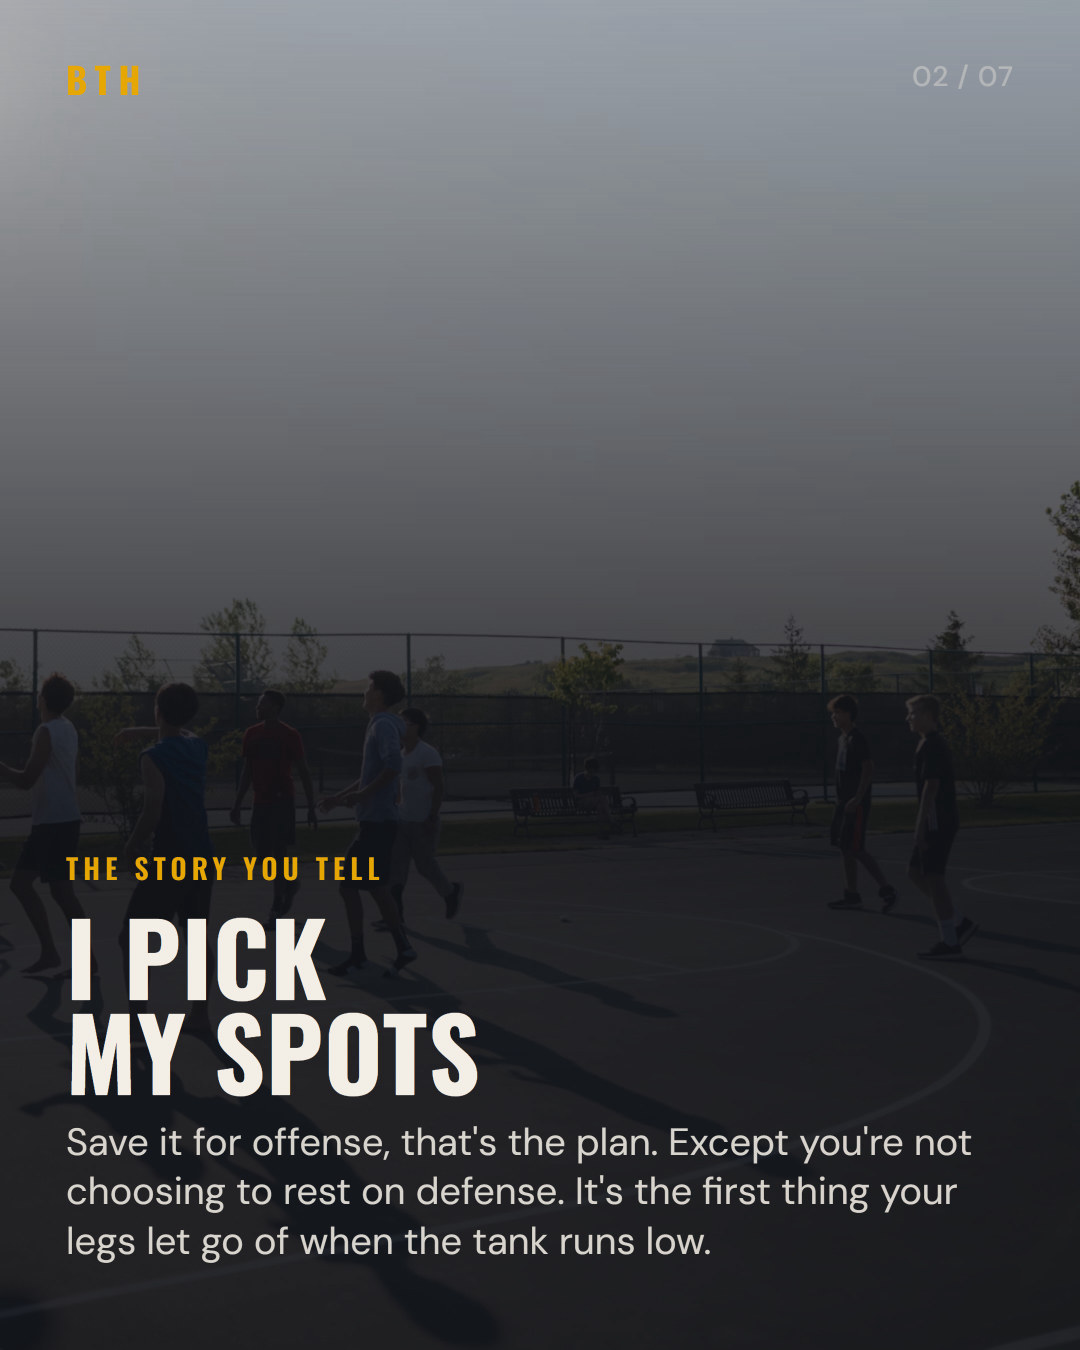 BTH
02 / 07
THE STORY YOU TELL
I PICK
MY SPOTS
Save it for offense, that's the plan. Except you're not
choosing to rest on defense. It's the first thing your
legs let go of when the tank runs low.